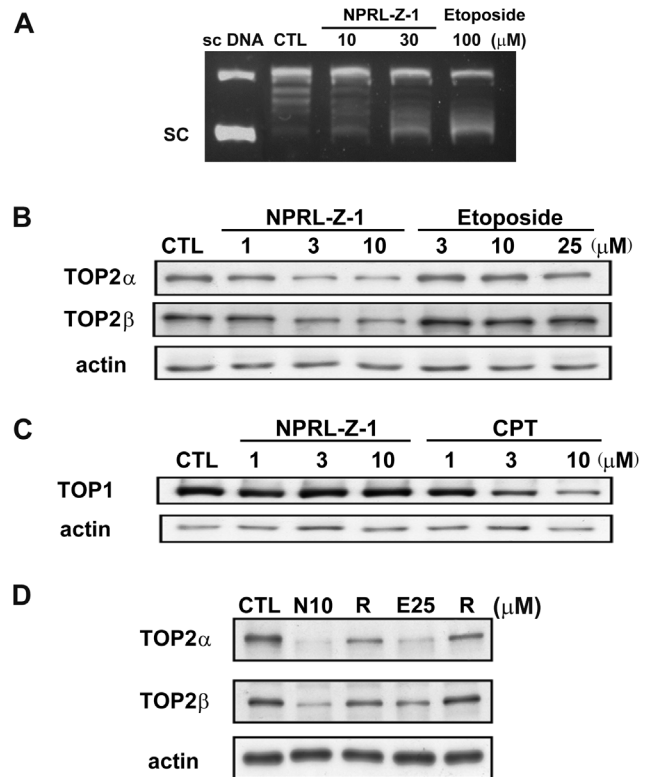 A
NPRL-Z-1 Etoposide
sc DNA CTL 10 30 100 (μM)
SC
B
NPRL-Z-1 Etoposide
CTL 1 3 10 3 10 25 (μM)
TOP2α
TOP2β
actin
C
NPRL-Z-1 CPT
CTL 1 3 10 1 3 10 (μM)
TOP1
actin
D
CTL N10 R E25 R (μM)
TOP2α
TOP2β
actin